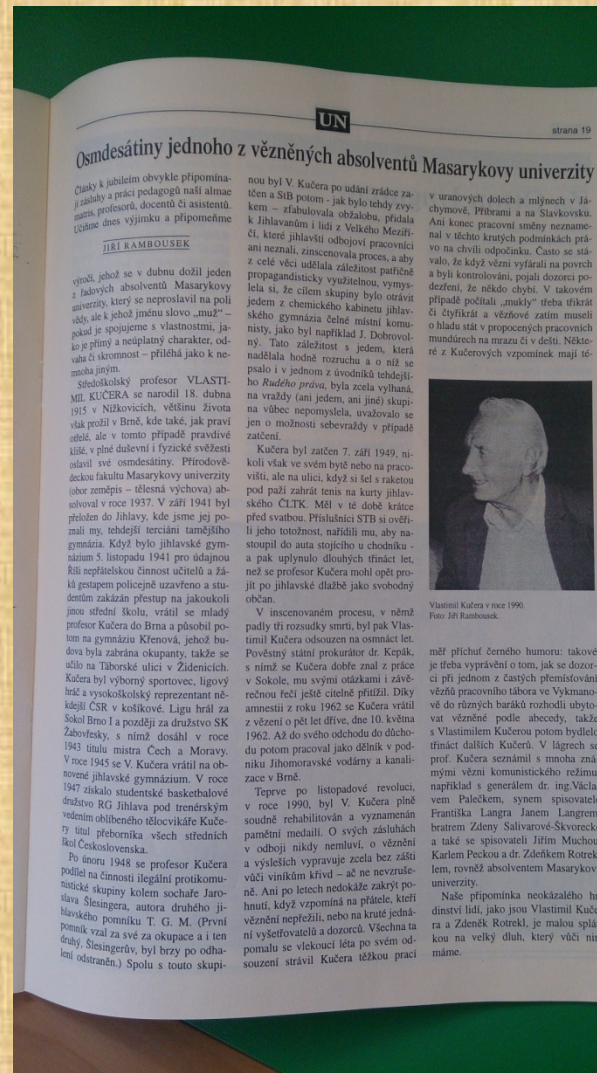 UN
strana 19
Osmdesátiny jednoho z vězněných absolventů Masarykovy univerzity
Články k jubileím obvykle připomína-
jí zásluhy a práci pedagogů naší almae
matris, profesorů, docentů či asistentů.
Učiňme dnes výjimku a připomeňme
JIŘÍ RAMBOUSEK
výročí, jehož se v dubnu dožil jeden
z řadových absolventů Masarykovy
univerzity, který se neproslavil na poli
vědy, ale k jehož jménu slovo „muž" –
pokud je spojujeme s vlastnostmi, ja-
ko je přímý a neúplatný charakter, od-
vaha či skromnost – přiléhá jako k ne-
mnoha jiným.
Středoškolský profesor VLASTI-
MIL KUČERA se narodil 18. dubna
1915 v Nížkovicích, většinu života
však prožil v Brně, kde také, jak praví
otřelé, ale v tomto případě pravdivé
klišé, v plné duševní i fyzické svěžesti
oslavil své osmdesátiny. Přírodově-
deckou fakultu Masarykovy univerzity
(obor zeměpis – tělesná výchova) ab-
solvoval v roce 1937. V září 1941 byl
přeložen do Jihlavy, kde jsme jej po-
znali my, tehdejší terciáni tamějšího
gymnázia. Když bylo jihlavské gym-
názium 5. listopadu 1941 pro údajnou
Říši nepřátelskou činnost učitelů a žá-
ků gestapem policejně uzavřeno a stu-
dentům zakázán přestup na jakoukoli
jinou střední školu, vrátil se mladý
profesor Kučera do Brna a působil po-
tom na gymnáziu Křenová, jehož bu-
dova byla zabrána okupanty, takže se
učilo na Táborské ulici v Židenicích.
Kučera byl výborný sportovec, ligový
hráč a vysokoškolský reprezentant ně-
kdejší ČSR v košíkové. Ligu hrál za
Sokol Brno I a později za družstvo SK
Žabovřesky, s nímž dosáhl v roce
1943 titulu mistra Čech a Moravy.
V roce 1945 se V. Kučera vrátil na ob-
novené jihlavské gymnázium. V roce
1947 získalo studentské basketbalové
družstvo RG Jihlava pod trenérským
vedením oblíbeného tělocvikáře Kuče-
ry titul přeborníka všech středních
škol Československa.
Po únoru 1948 se profesor Kučera
podílel na činnosti ilegální protikomu-
nistické skupiny kolem sochaře Jaro-
slava Šlesingera, autora druhého ji-
hlavského pomníku T. G. M. (První
pomník vzal za své za okupace a i ten
druhý, Šlesingerův, byl brzy po odha-
lení odstraněn.) Spolu s touto skupi-
nou byl V. Kučera po udání zrádce za-
tčen a StB potom - jak bylo tehdy zvy-
kem – zfabulovala obžalobu, přidala
k Jihlavanům i lidi z Velkého Meziří-
čí, které jihlavští odbojoví pracovníci
ani neznali, zinscenovala proces, a aby
z celé věci udělala záležitost patřičně
propagandisticky využitelnou, vymys-
lela si, že cílem skupiny bylo otrávit
jedem z chemického kabinetu jihlav-
ského gymnázia čelné místní komu-
nisty, jako byl například J. Dobrovol-
ný. Tato záležitost s jedem, která
nadělala hodně rozruchu a o níž se
psalo i v jednom z úvodníků tehdejší-
ho Rudého práva, byla zcela vylhaná,
na vraždy (ani jedem, ani jiné) skupi-
na vůbec nepomyslela, uvažovalo se
jen o možnosti sebevraždy v případě
zatčení.
Kučera byl zatčen 7. září 1949, ni-
koli však ve svém bytě nebo na praco-
višti, ale na ulici, když si šel s raketou
pod paží zahrát tenis na kurty jihlav-
ského ČLTK. Měl v té době krátce
před svatbou. Příslušníci STB si ověři-
li jeho totožnost, nařídili mu, aby na-
stoupil do auta stojícího u chodníku -
a pak uplynulo dlouhých třináct let,
než se profesor Kučera mohl opět pro-
jít po jihlavské dlažbě jako svobodný
občan.
V inscenovaném procesu, v němž
padly tři rozsudky smrti, byl pak Vlas-
timil Kučera odsouzen na osmnáct let.
Pověstný státní prokurátor dr. Kepák,
s nímž se Kučera dobře znal z práce
v Sokole, mu svými otázkami i závě-
rečnou řečí ještě citelně přitížil. Díky
amnestii z roku 1962 se Kučera vrátil
z vězení o pět let dříve, dne 10. května
1962. Až do svého odchodu do důcho-
du potom pracoval jako dělník v pod-
niku Jihomoravské vodárny a kanali-
zace v Brně.
Teprve po listopadové revoluci,
v roce 1990, byl V. Kučera plně
soudně rehabilitován a vyznamenán
pamětní medailí. O svých zásluhách
v odboji nikdy nemluví, o věznění
a výsleších vypravuje zcela bez zášti
vůči viníkům křivd – ač ne nevzruše-
ně. Ani po letech nedokáže zakrýt po-
hnutí, když vzpomíná na přátele, kteří
věznění nepřežili, nebo na kruté jedná-
ní vyšetřovatelů a dozorců. Všechna ta
pomalu se vlekoucí léta po svém od-
souzení strávil Kučera těžkou prací
v uranových dolech a mlýnech v Já-
chymově, Příbrami a na Slavkovsku.
Ani konec pracovní směny nezname-
nal v těchto krutých podmínkách prá-
vo na chvíli odpočinku. Často se stá-
valo, že když vězni vyfárali na povrch
a byli kontrolováni, pojali dozorci po-
dezření, že někdo chybí. V takovém
případě počítali „mukly" třeba třikrát
či čtyřikrát a vězňové zatím museli
o hladu stát v propocených pracovních
mundúrech na mrazu či v dešti. Někte-
ré z Kučerových vzpomínek mají té-
Vlastimil Kučera v roce 1990.
Foto: Jiří Rambousek.
měř příchuť černého humoru: takové
je třeba vyprávění o tom, jak se dozor-
ci při jednom z častých přemísťování
vězňů pracovního tábora ve Vykmano-
vě do různých baráků rozhodli ubyto-
vat vězněné podle abecedy, takže
s Vlastimilem Kučerou potom bydlelo
třináct dalších Kučerů. V lágrech se
prof. Kučera seznámil s mnoha zná-
mými vězni komunistického režimu,
například s generálem dr. ing.Václa-
vem Palečkem, synem spisovatele
Františka Langra Janem Langrem,
bratrem Zdeny Salivarové-Škvorecké
a také se spisovateli Jiřím Muchou,
Karlem Peckou a dr. Zdeňkem Rotrek-
lem, rovněž absolventem Masarykovy
univerzity.
Naše připomínka neokázalého hr-
dinství lidí, jako jsou Vlastimil Kuče-
ra a Zdeněk Rotrekl, je malou splát-
kou na velký dluh, který vůči nim
máme.